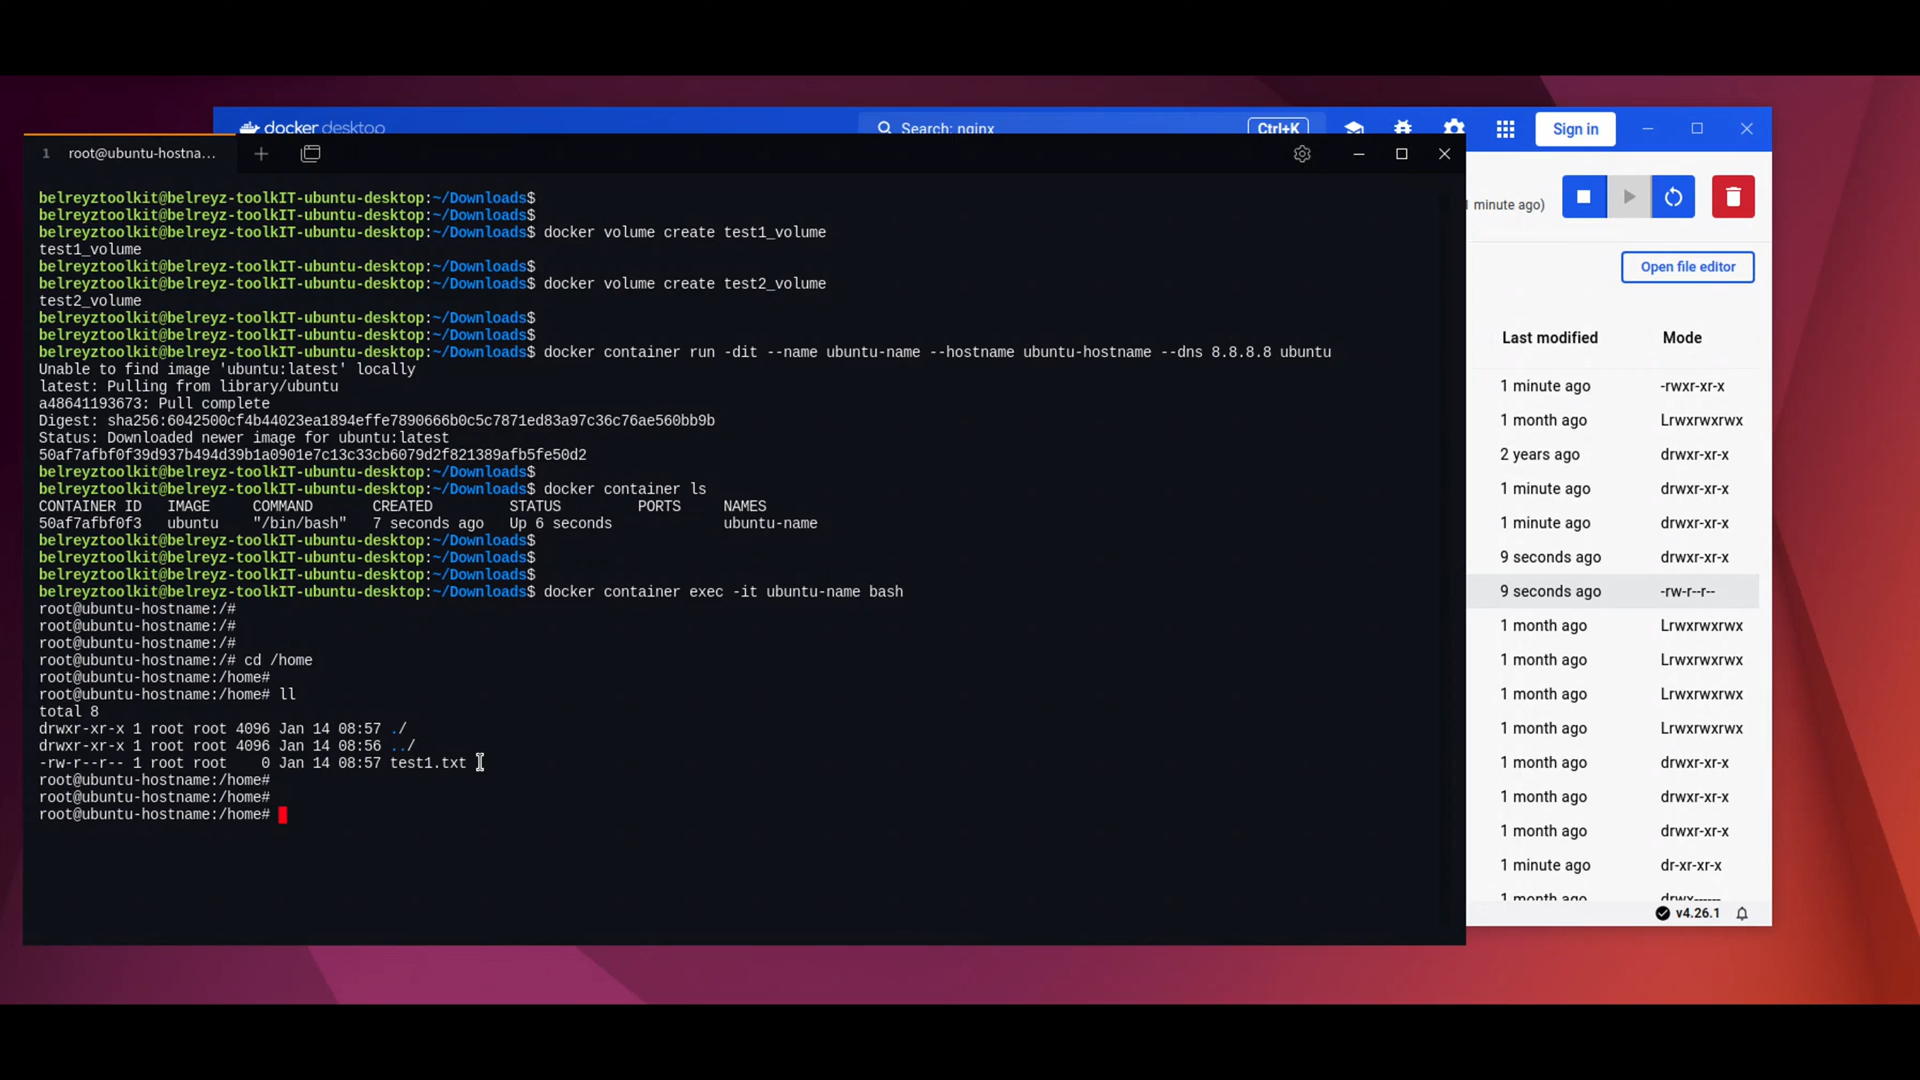 docker desktop
Search: nginx
Ctrl+K
Sign in
1 root@ubuntu-hostna...
belreyztoolkit@belreyz-toolkIT-ubuntu-desktop:~/Downloads$
belreyztoolkit@belreyz-toolkIT-ubuntu-desktop:~/Downloads$
belreyztoolkit@belreyz-toolkIT-ubuntu-desktop:~/Downloads$ docker volume create test1_volume
test1_volume
belreyztoolkit@belreyz-toolkIT-ubuntu-desktop:~/Downloads$
belreyztoolkit@belreyz-toolkIT-ubuntu-desktop:~/Downloads$ docker volume create test2_volume
test2_volume
belreyztoolkit@belreyz-toolkIT-ubuntu-desktop:~/Downloads$
belreyztoolkit@belreyz-toolkIT-ubuntu-desktop:~/Downloads$
belreyztoolkit@belreyz-toolkIT-ubuntu-desktop:~/Downloads$ docker container run -dit --name ubuntu-name --hostname ubuntu-hostname --dns 8.8.8.8 ubuntu
Unable to find image 'ubuntu:latest' locally
latest: Pulling from library/ubuntu
a48641193673: Pull complete
Digest: sha256:6042500cf4b44023ea1894effe7890666b0c5c7871ed83a97c36c76ae560bb9b
Status: Downloaded newer image for ubuntu:latest
50af7afbf0f39d937b494d39b1a0901e7c13c33cb6079d2f821389afb5fe50d2
belreyztoolkit@belreyz-toolkIT-ubuntu-desktop:~/Downloads$
belreyztoolkit@belreyz-toolkIT-ubuntu-desktop:~/Downloads$ docker container ls
CONTAINER ID IMAGE COMMAND CREATED STATUS PORTS NAMES
50af7afbf0f3 ubuntu "/bin/bash" 7 seconds ago Up 6 seconds ubuntu-name
belreyztoolkit@belreyz-toolkIT-ubuntu-desktop:~/Downloads$
belreyztoolkit@belreyz-toolkIT-ubuntu-desktop:~/Downloads$
belreyztoolkit@belreyz-toolkIT-ubuntu-desktop:~/Downloads$
belreyztoolkit@belreyz-toolkIT-ubuntu-desktop:~/Downloads$ docker container exec -it ubuntu-name bash
root@ubuntu-hostname:/#
root@ubuntu-hostname:/#
root@ubuntu-hostname:/#
root@ubuntu-hostname:/# cd /home
root@ubuntu-hostname:/home#
root@ubuntu-hostname:/home# ll
total 8
drwxr-xr-x 1 root root 4096 Jan 14 08:57 ./
drwxr-xr-x 1 root root 4096 Jan 14 08:56 ../
-rw-r--r-- 1 root root 0 Jan 14 08:57 test1.txt
root@ubuntu-hostname:/home#
root@ubuntu-hostname:/home#
root@ubuntu-hostname:/home#
1 minute ago)
Open file editor
Last modified Mode
1 minute ago -rwxr-xr-x
1 month ago Lrwxrwxrwx
2 years ago drwxr-xr-x
1 minute ago drwxr-xr-x
1 minute ago drwxr-xr-x
9 seconds ago drwxr-xr-x
9 seconds ago -rw-r--r--
1 month ago Lrwxrwxrwx
1 month ago Lrwxrwxrwx
1 month ago Lrwxrwxrwx
1 month ago Lrwxrwxrwx
1 month ago drwxr-xr-x
1 month ago drwxr-xr-x
1 month ago drwxr-xr-x
1 minute ago dr-xr-xr-x
1 month ago drwx------
v4.26.1